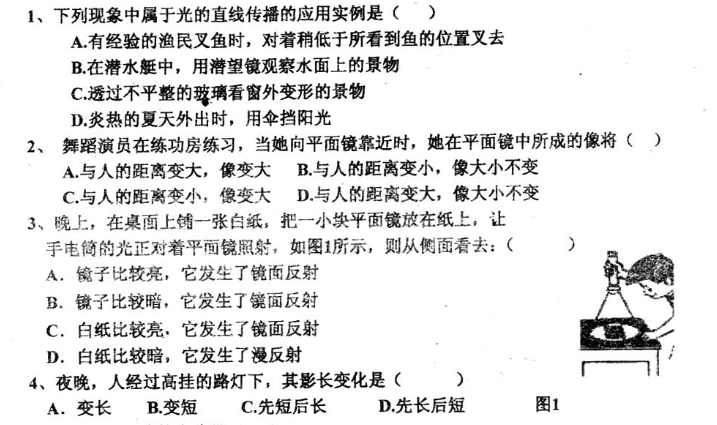 1、下列现象中属于光的直线传播的应用实例是（ ）
A.有经验的渔民叉鱼时，对着稍低于所看到鱼的位置叉去
B.在潜水艇中，用潜望镜观察水面上的景物
C.透过不平整的玻璃看窗外变形的景物
D.炎热的夏天外出时，用伞挡阳光
2、 舞蹈演员在练功房练习，当她向平面镜靠近时，她在平面镜中所成的像将（ ）
A.与人的距离变大，像变大 B.与人的距离变小，像大小不变
C.与人的距离变小，像变大 D.与人的距离变大，像大小不变
3、晚上，在桌面上铺一张白纸，把一小块平面镜放在纸上，让
手电筒的光正对着平面镜照射，如图1所示，则从侧面看去：（ ）
A．镜子比较亮，它发生了镜面反射
B．镜子比较暗，它发生了镜面反射
C．白纸比较亮，它发生了镜面反射
D．白纸比较暗，它发生了漫反射
4、夜晚，人经过高挂的路灯下，其影长变化是（ ）
A．变长 B.变短 C.先短后长 D.先长后短 图1